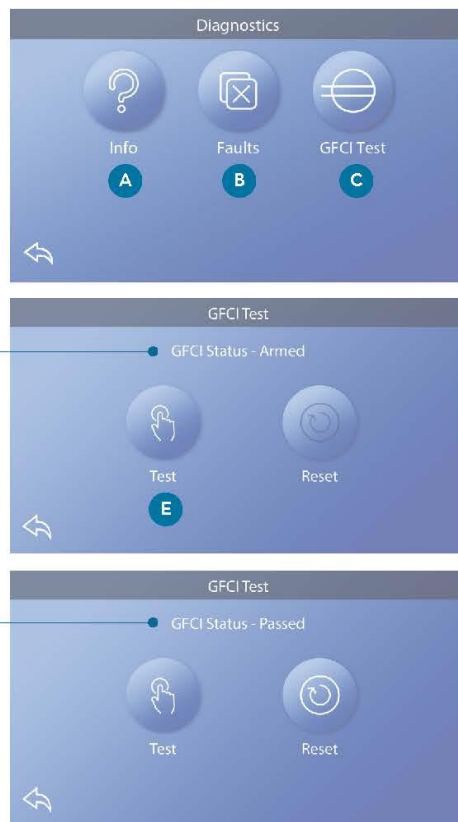 Diagnostics
Info Faults GFCI Test
A B C
GFCI Test
GFCI Status - Armed
Test Reset
E
GFCI Test
GFCI Status - Passed
Test Reset